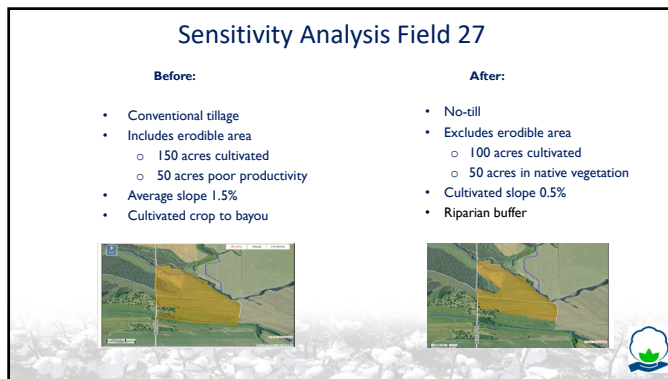 Sensitivity Analysis Field 27
Before:
• Conventional tillage
• Includes erodible area
o 150 acres cultivated
o 50 acres poor productivity
• Average slope 1.5%
• Cultivated crop to bayou
After:
• No-till
• Excludes erodible area
o 100 acres cultivated
o 50 acres in native vegetation
• Cultivated slope 0.5%
• Riparian buffer